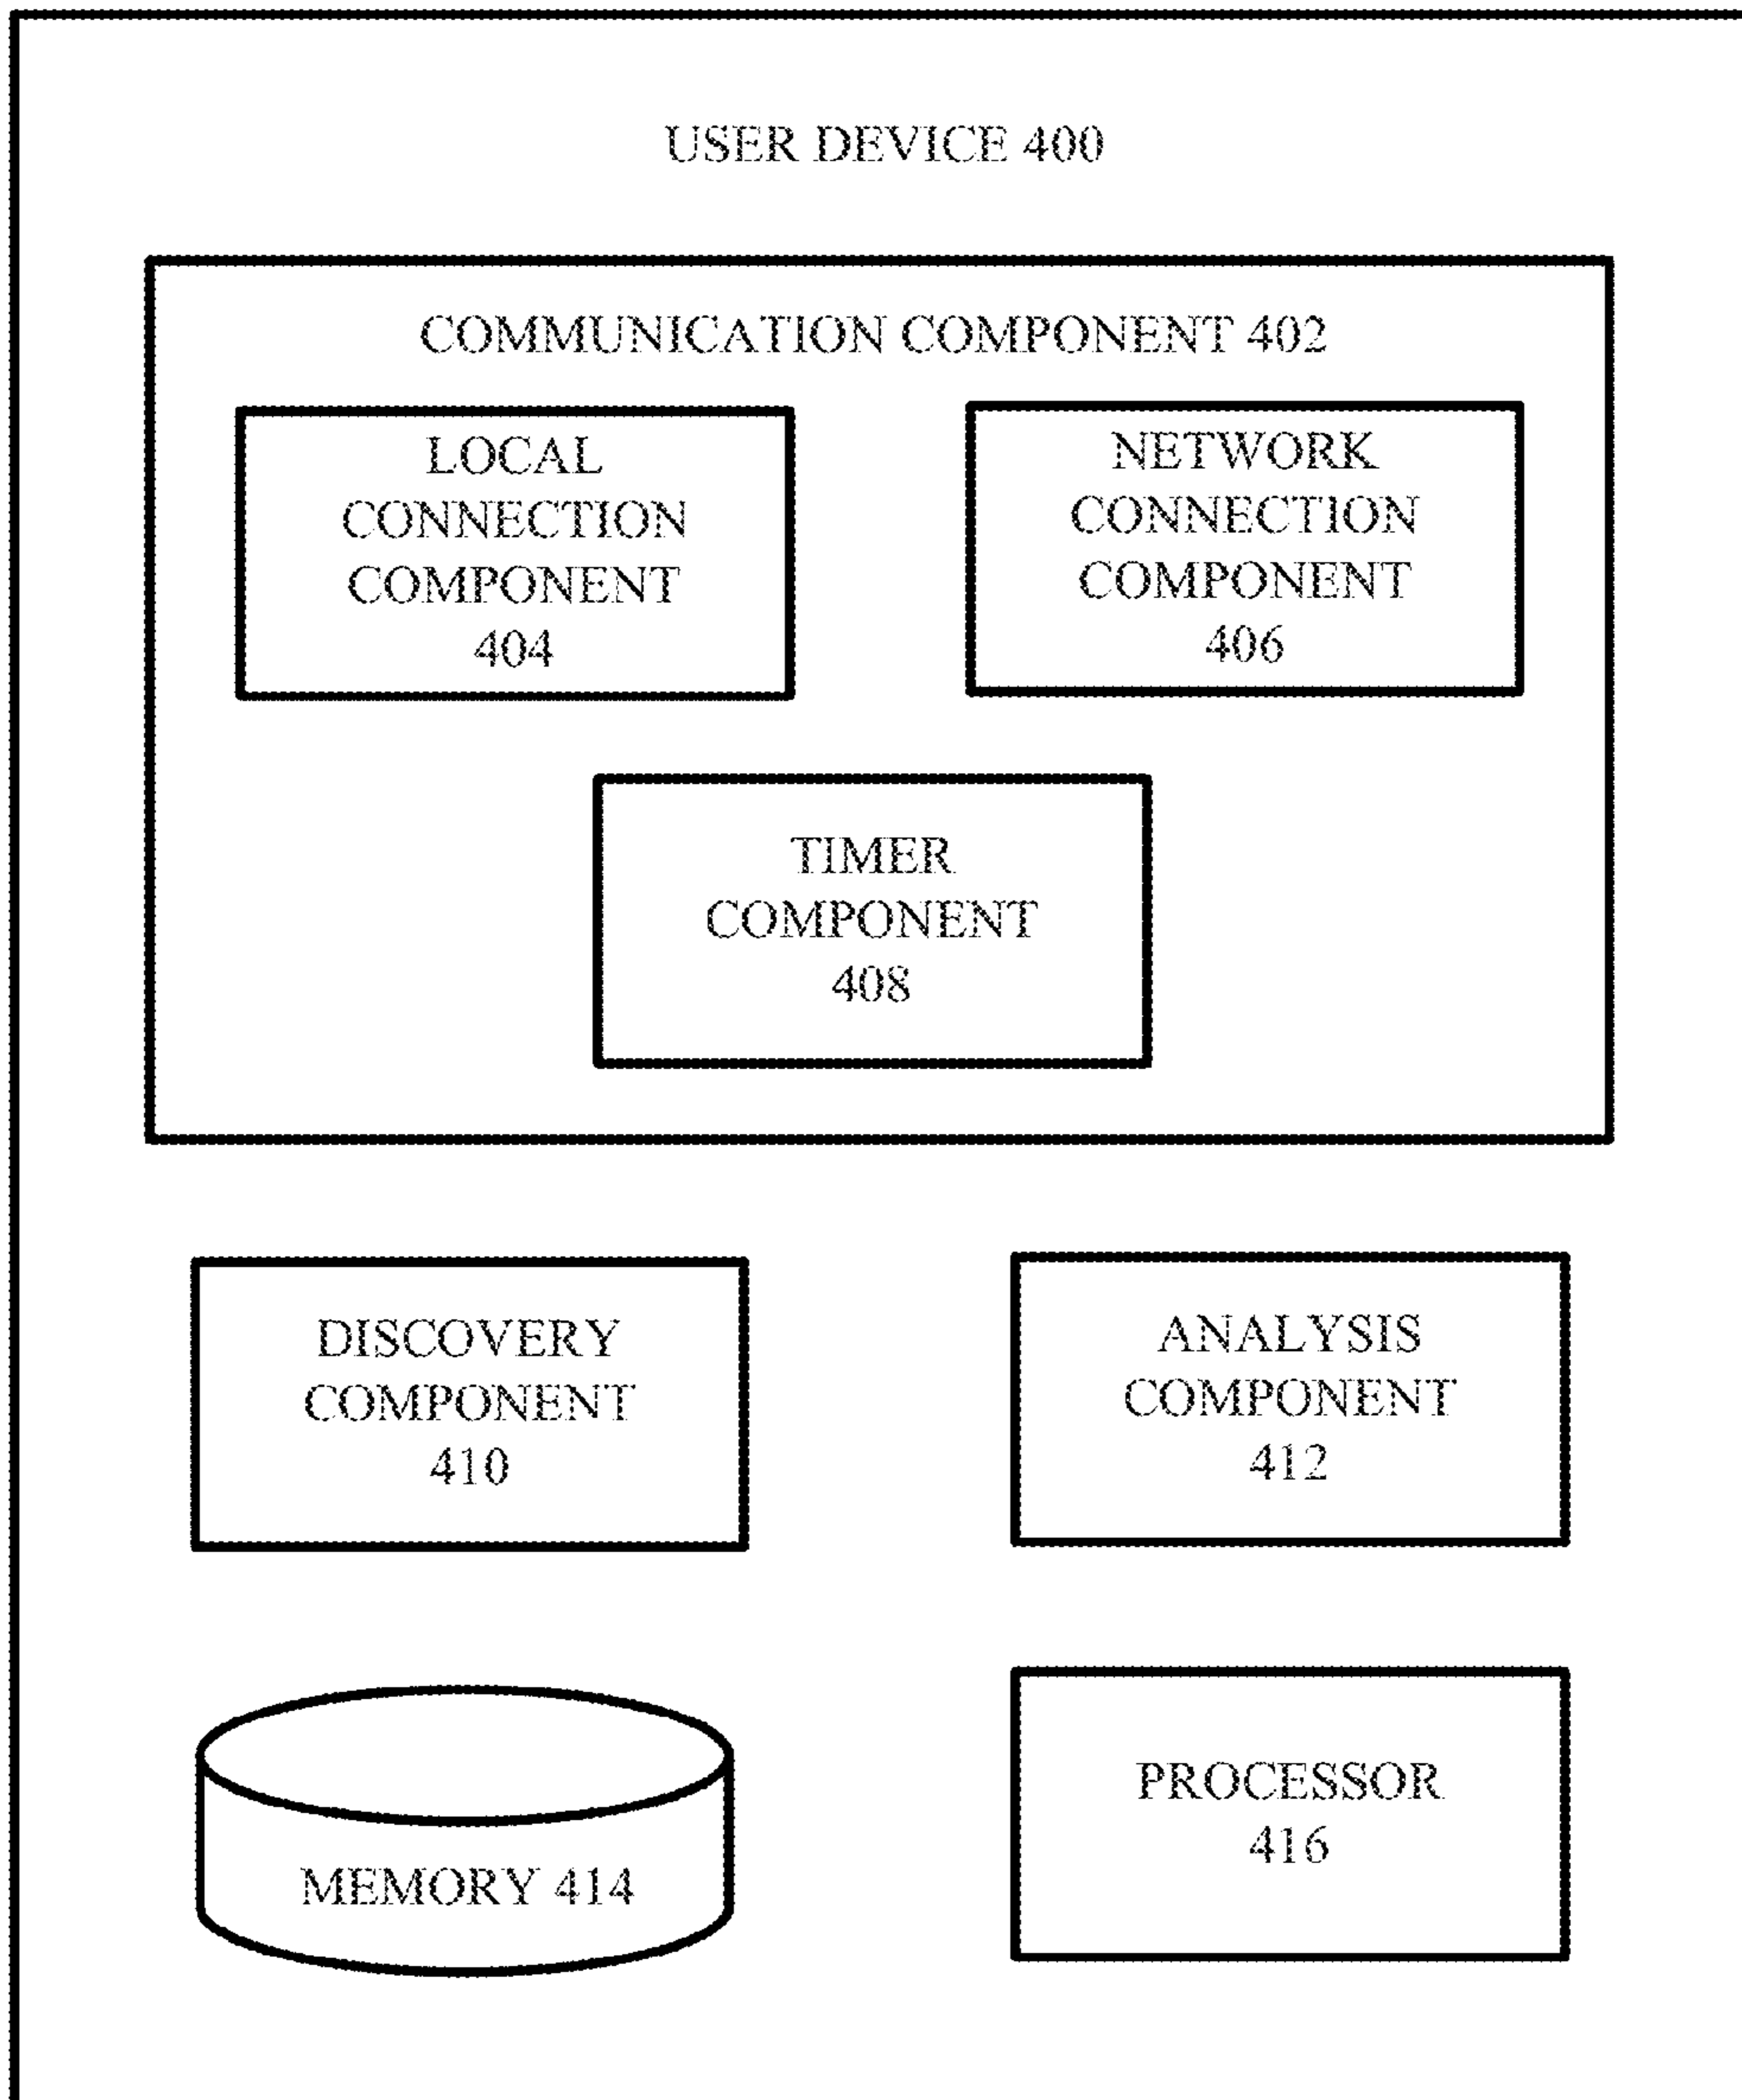 USER DEVICE 400
COMMUNICATION COMPONENT 402
LOCAL
CONNECTION
COMPONENT
404
NETWORK
CONNECTION
COMPONENT
406
TIMER
COMPONENT
408
DISCOVERY
COMPONENT
410
ANALYSIS
COMPONENT
412
MEMORY 414
PROCESSOR
416